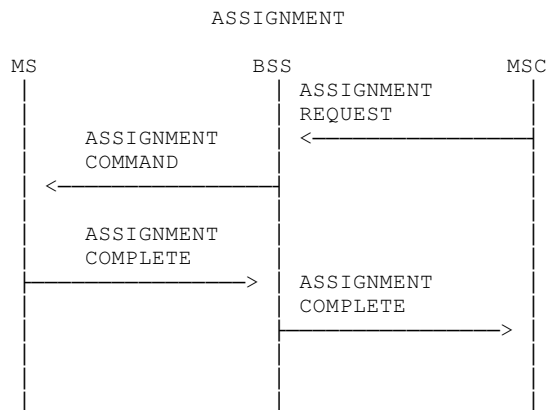 ASSIGNMENT
MS BSS MSC
ASSIGNMENT
REQUEST
ASSIGNMENT
COMMAND
ASSIGNMENT
COMPLETE
ASSIGNMENT
COMPLETE